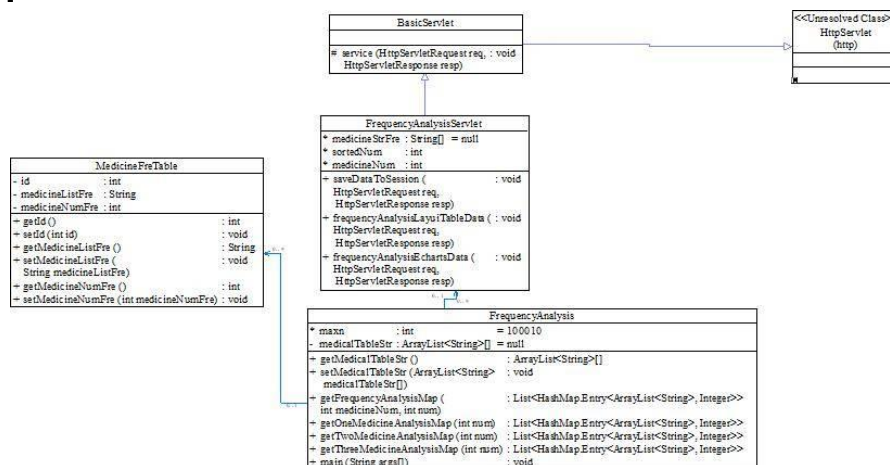 BasicServlet
# service (HttpServletRequest req, : void
HttpServletResponse resp)
<<Unresolved Class>
HttpServlet
(http)
FrequencyAnalysisServlet
* medicineStrFre : String[] = null
* sortedNum : int
* medicineNum : int
+ saveDataToSession ( : void
HttpServletRequest req,
HttpServletResponse resp)
+ frequencyAnalysisLayuiTableData ( : void
HttpServletRequest req,
HttpServletResponse resp)
+ frequencyAnalysisEchartsData ( : void
HttpServletRequest req,
HttpServletResponse resp)
MedicineFreTable
- id : int
- medicineListFre : String
- medicineNumFre : int
+ getId () : int
+ setId (int id) : void
+ getMedicineListFre () : String
+ setMedicineListFre ( : void
String medicineListFre)
+ getMedicineNumFre () : int
+ setMedicineNumFre (int medicineNumFre) : void
FrequencyAnalysis
* maxn : int = 100010
- medicalTableStr : ArrayList<String>[] = null
+ getMedicalTableStr () : ArrayList<String>[]
+ setMedicalTableStr (ArrayList<String> : void
medicalTableStr[])
+ getFrequencyAnalysisMap ( : List<HashMap.Entry<ArrayList<String>, Integer>>
int medicineNum, int num)
+ getOneMedicineAnalysisMap (int num) : List<HashMap.Entry<ArrayList<String>, Integer>>
+ getTwoMedicineAnalysisMap (int num) : List<HashMap.Entry<ArrayList<String>, Integer>>
+ getThreeMedicineAnalysisMap (int num) : List<HashMap.Entry<ArrayList<String>, Integer>>
+ main (String args[]) : void